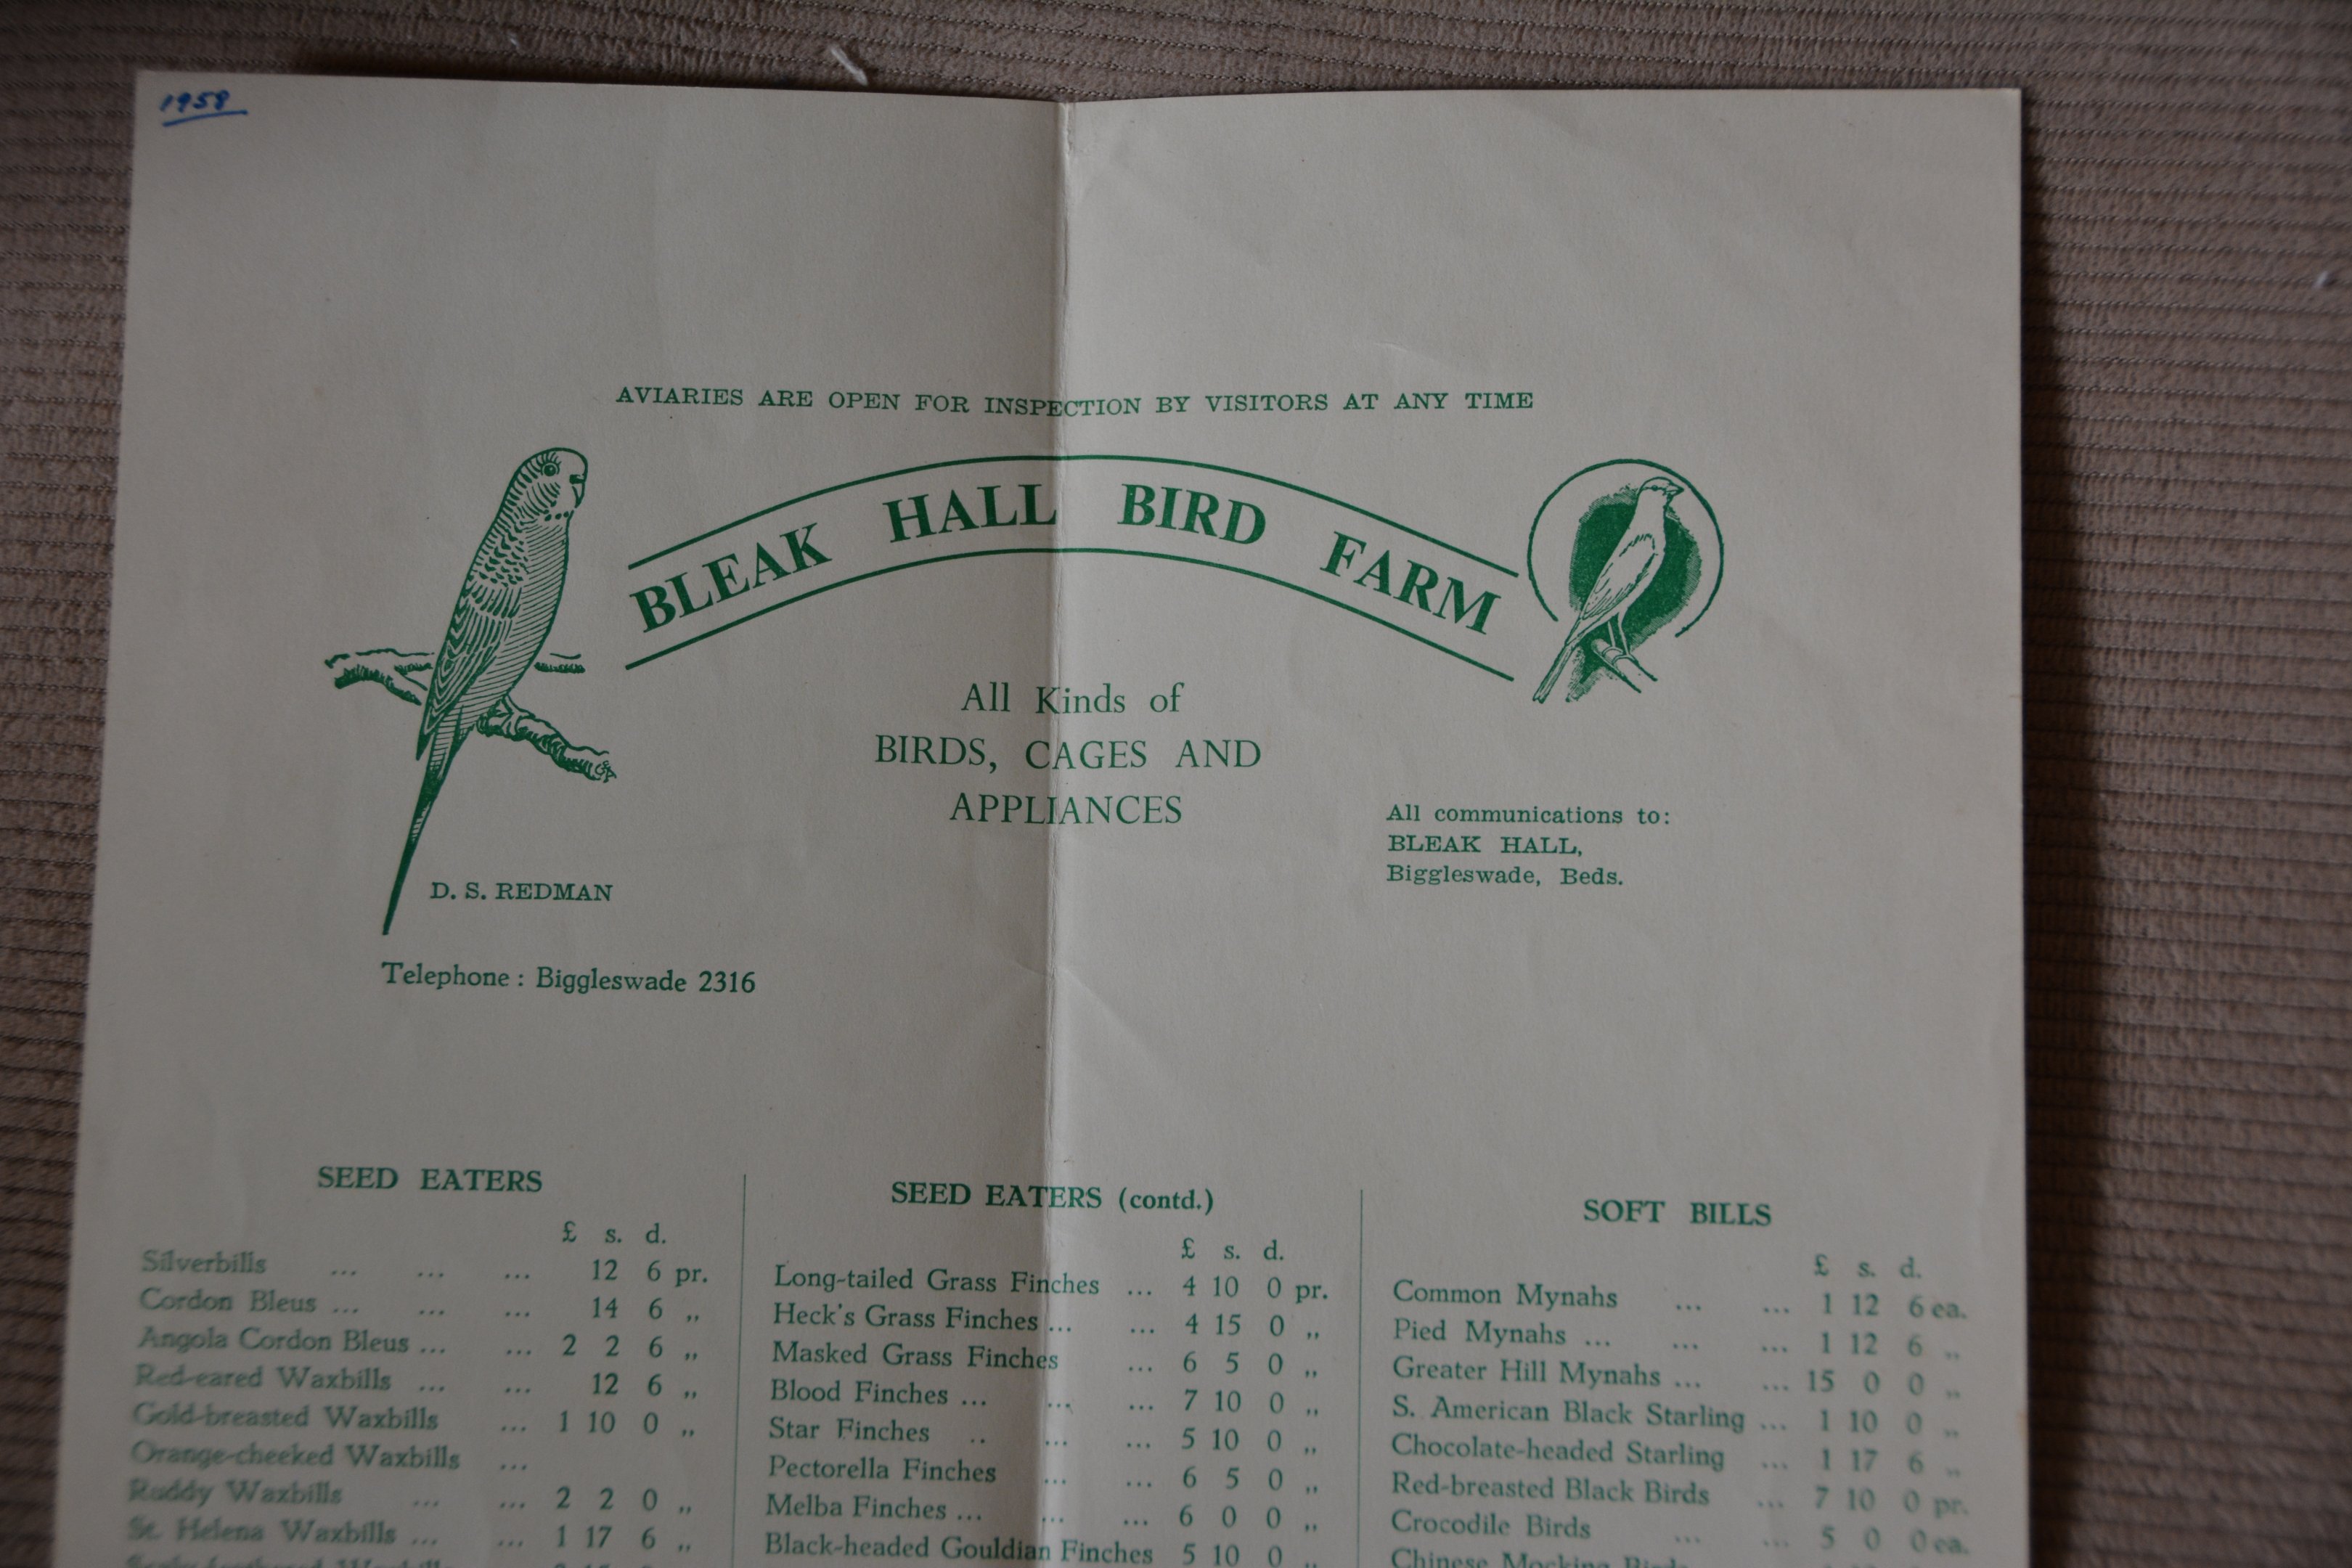 1958
AVIARIES ARE OPEN FOR INSPECTION BY VISITORS AT ANY TIME
BLEAK HALL BIRD FARM
All Kinds of
BIRDS, CAGES AND
APPLIANCES
All communications to:
BLEAK HALL,
Biggleswade, Beds.
D. S. REDMAN
Telephone : Biggleswade 2316
SEED EATERS
£ s. d.
Silverbills ... ... ... 12 6 pr.
Cordon Bleus ... ... ... 14 6 ,,
Angola Cordon Bleus ... ... 2 2 6 ,,
Red-eared Waxbills ... ... 12 6 ,,
Gold-breasted Waxbills ... 1 10 0 ,,
Orange-cheeked Waxbills ...
Ruddy Waxbills ... ... 2 2 0 ,,
St. Helena Waxbills ... ... 1 17 6 ,,
SEED EATERS (contd.)
£ s. d.
Long-tailed Grass Finches ... 4 10 0 pr.
Heck's Grass Finches ... ... 4 15 0 ,,
Masked Grass Finches ... 6 5 0 ,,
Blood Finches ... ... ... 7 10 0 ,,
Star Finches .. ... ... 5 10 0 ,,
Pectorella Finches ... ... 6 5 0 ,,
Melba Finches ... ... ... 6 0 0 ,,
Black-headed Gouldian Finches 5 10 0 ,,
SOFT BILLS
£ s. d.
Common Mynahs ... ... 1 12 6 ea.
Pied Mynahs ... ... ... 1 12 6 ,,
Greater Hill Mynahs ... ... 15 0 0 ,,
S. American Black Starling ... 1 10 0 ,,
Chocolate-headed Starling ... 1 17 6 ,,
Red-breasted Black Birds ... 7 10 0 pr.
Crocodile Birds ... ... 5 0 0 ea.
Chinese Mocking Birds